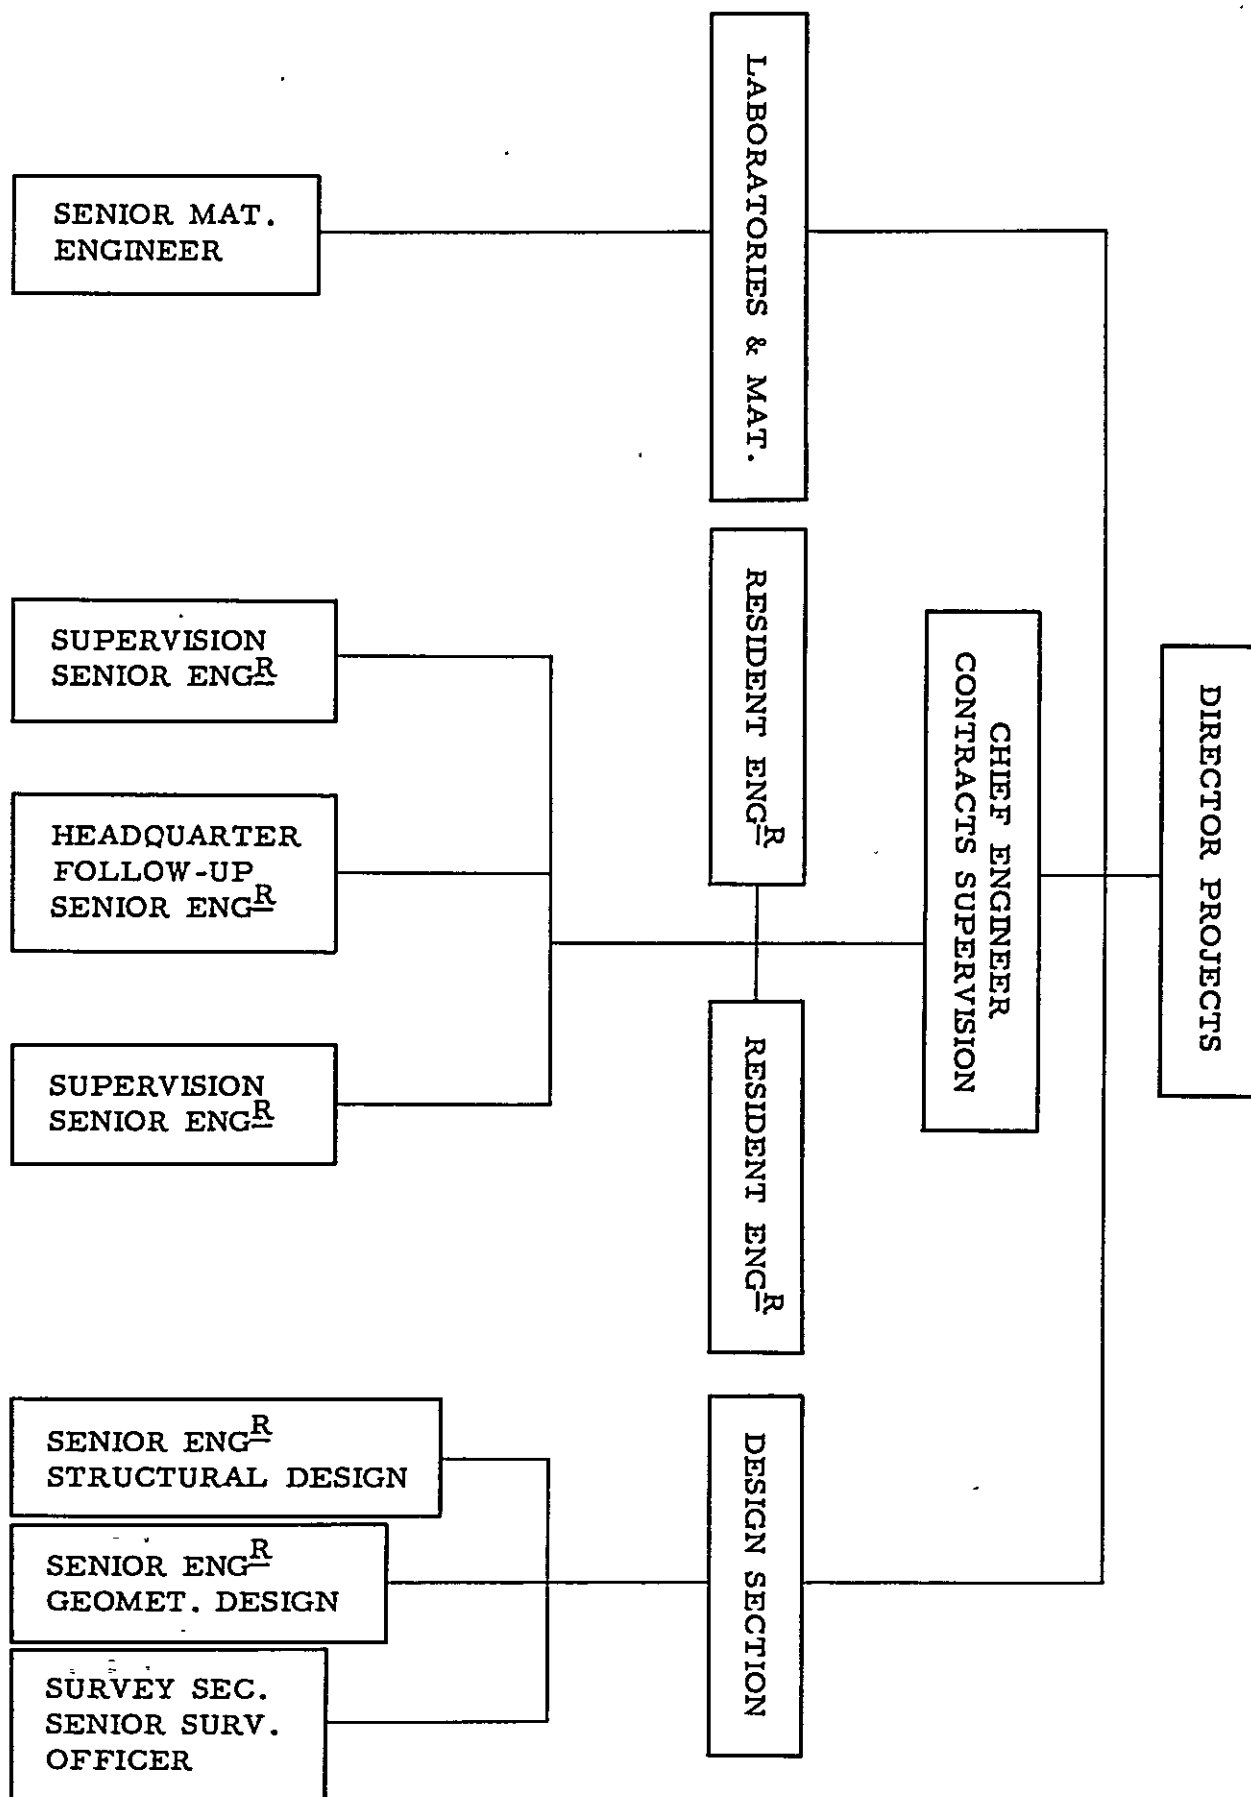 DIRECTOR PROJECTS
CHIEF ENGINEER
CONTRACTS SUPERVISION
LABORATORIES & MAT.
RESIDENT ENGR
RESIDENT ENGR
DESIGN SECTION
SENIOR MAT.
ENGINEER
SUPERVISION
SENIOR ENGR
HEADQUARTER
FOLLOW-UP
SENIOR ENGR
SUPERVISION
SENIOR ENGR
SENIOR ENGR
STRUCTURAL DESIGN
SENIOR ENGR
GEOMET. DESIGN
SURVEY SEC.
SENIOR SURV.
OFFICER